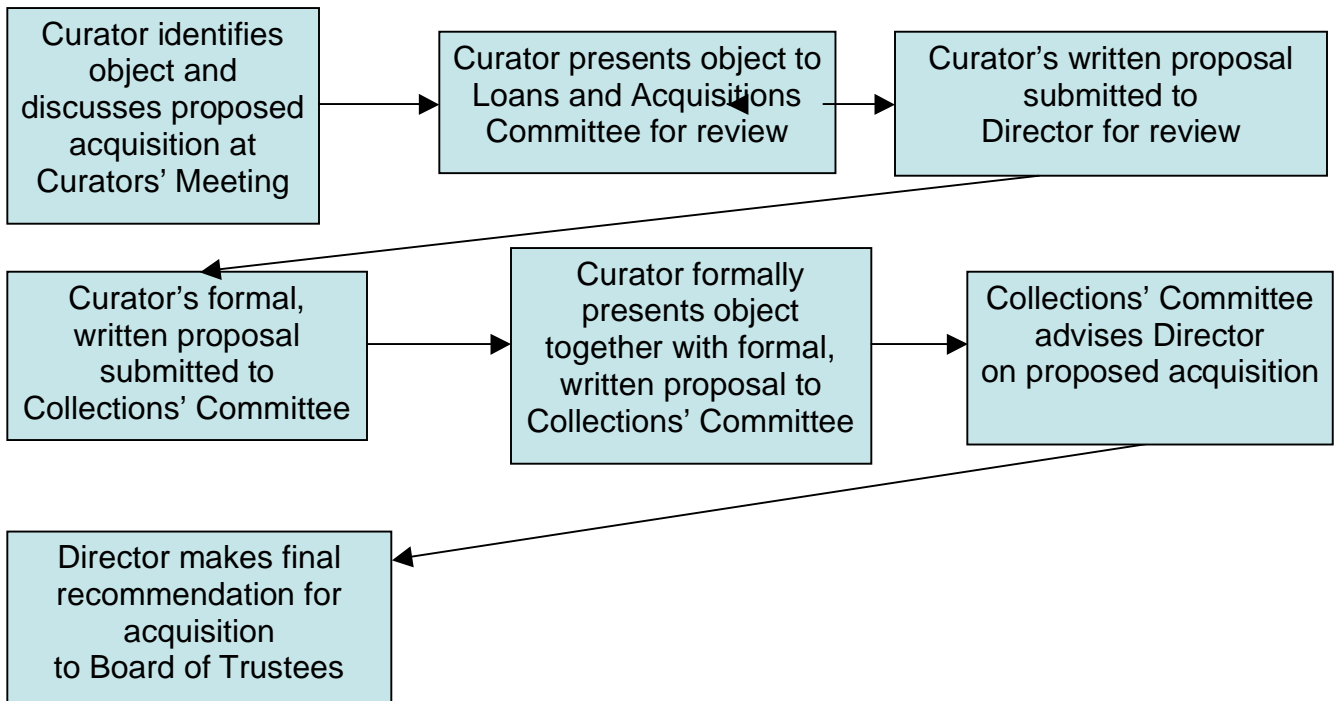 Curator identifies
object and
discusses proposed
acquisition at
Curators’ Meeting
Curator presents object to
Loans and Acquisitions
Committee for review
Curator’s written proposal
submitted to
Director for review
Curator’s formal,
written proposal
submitted to
Collections’ Committee
Curator formally
presents object
together with formal,
written proposal to
Collections’ Committee
Collections’ Committee
advises Director
on proposed acquisition
Director makes final
recommendation for
acquisition
to Board of Trustees